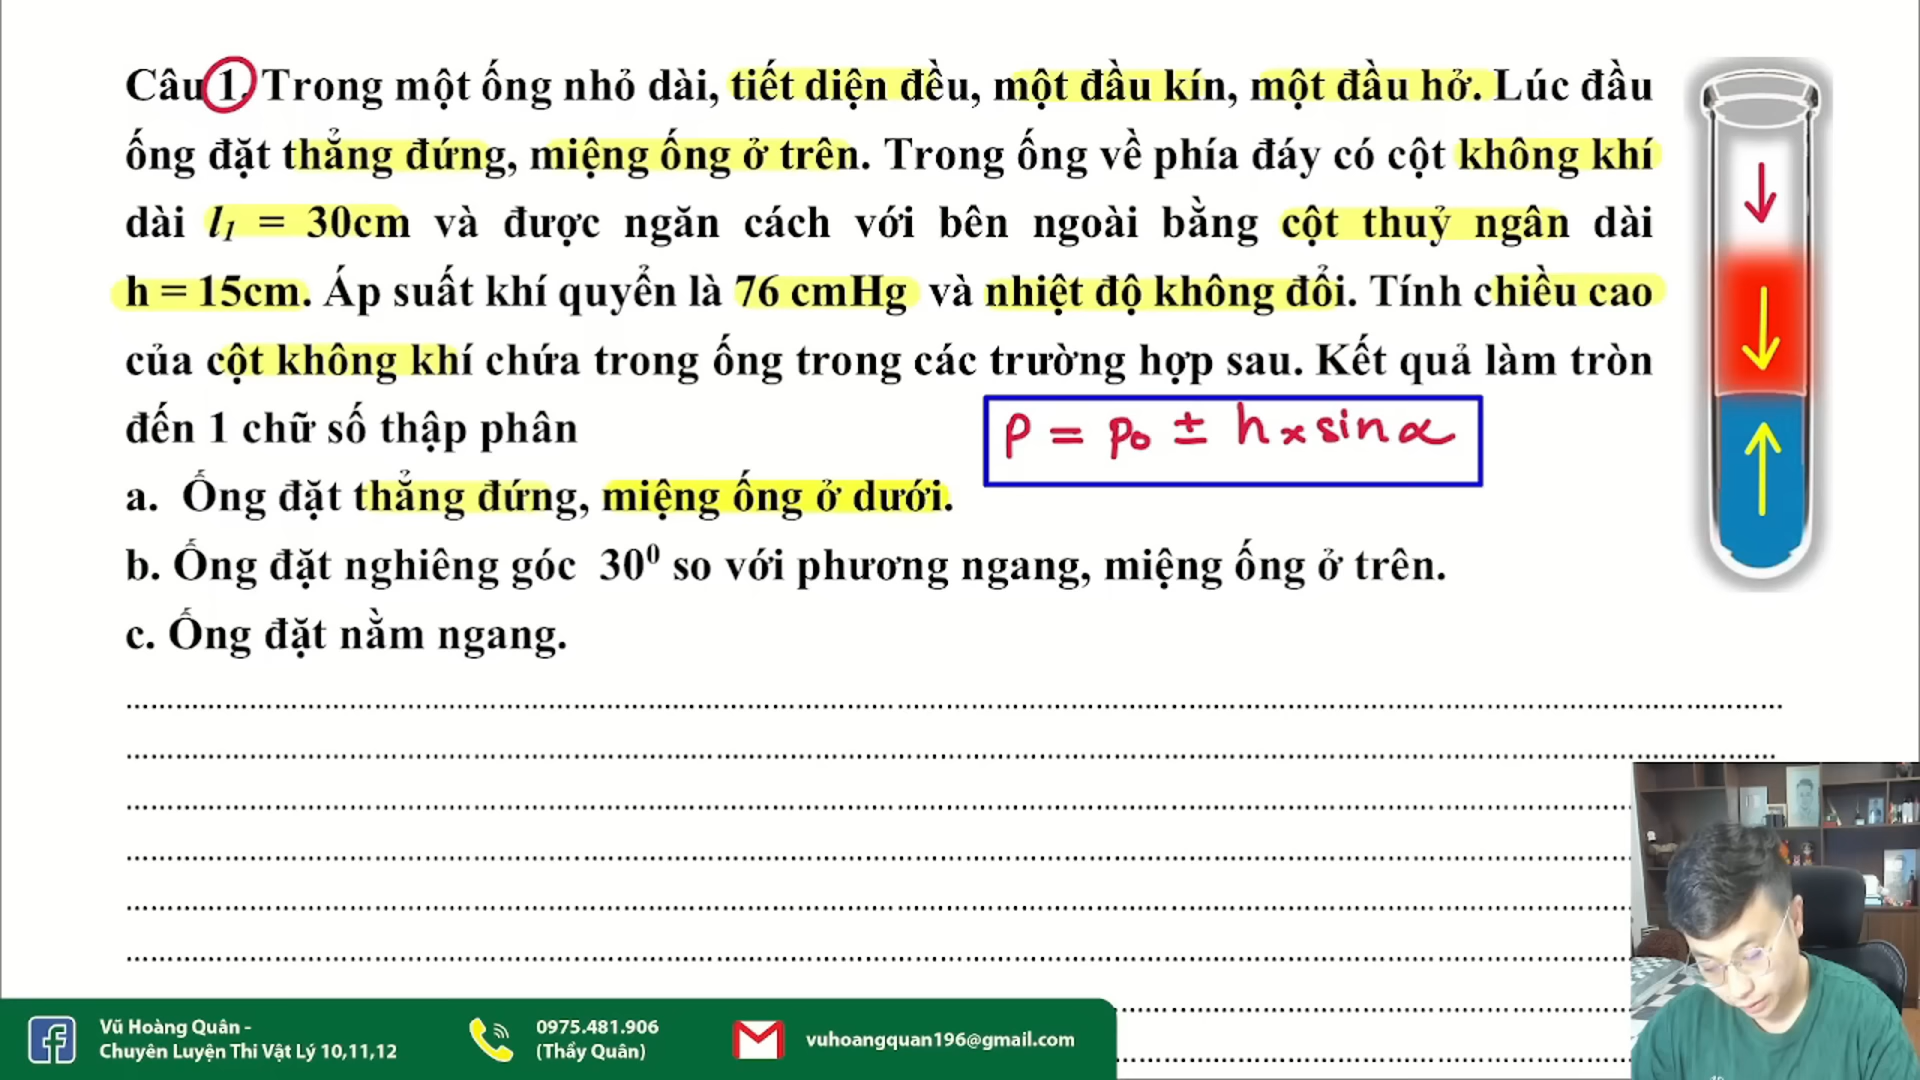 Câu 1. Trong một ống nhỏ dài, tiết diện đều, một đầu kín, một đầu hở. Lúc đầu
ống đặt thẳng đứng, miệng ống ở trên. Trong ống về phía đáy có cột không khí
dài l₁ = 30cm và được ngăn cách với bên ngoài bằng cột thuỷ ngân dài
h = 15cm. Áp suất khí quyển là 76 cmHg và nhiệt độ không đổi. Tính chiều cao
của cột không khí chứa trong ống trong các trường hợp sau. Kết quả làm tròn
đến 1 chữ số thập phân
p = p₀ ± h × sin α
a. Ống đặt thẳng đứng, miệng ống ở dưới.
b. Ống đặt nghiêng góc 30⁰ so với phương ngang, miệng ống ở trên.
c. Ống đặt nằm ngang.
Vũ Hoàng Quân -
Chuyên Luyện Thi Vật Lý 10,11,12
0975.481.906
(Thầy Quân)
vuhoangquan196@gmail.com